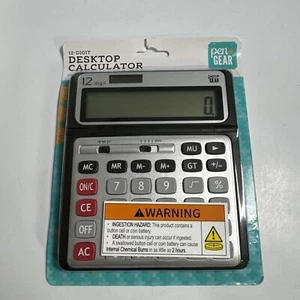 12-DIGIT
DESKTOP
CALCULATOR
pen+
GEAR
12 digit
0.
MU
MC
MR
M-
M+
GT
+/-
ON/C
7
8
9
√
%
CE
OFF
AC
WARNING
• INGESTION HAZARD: This product contains a
button cell or coin battery.
• DEATH or serious injury can occur if ingested.
• A swallowed button cell or coin battery can cause
Internal Chemical Burns in as little as 2 hours.